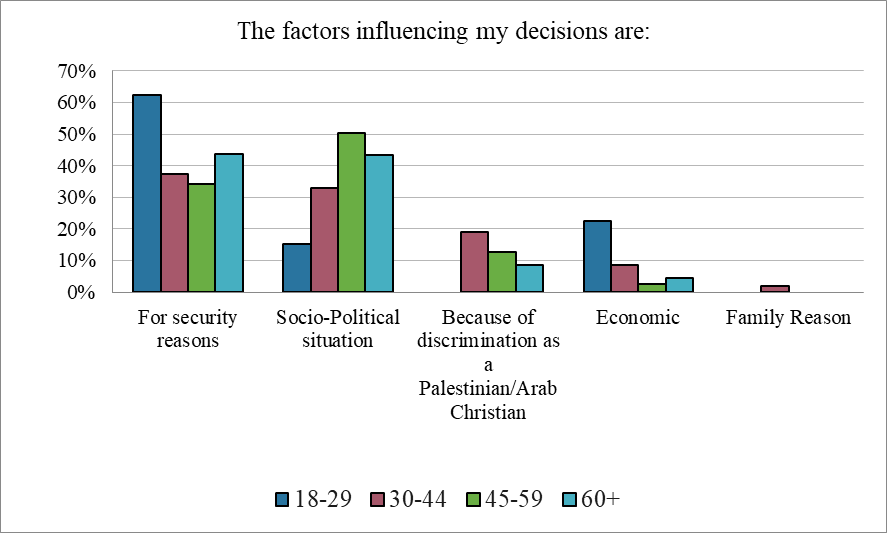 The factors influencing my decisions are:
70%
60%
50%
40%
30%
20%
10%
0%
For security
reasons
Socio-Political
situation
Because of
discrimination as
a
Palestinian/Arab
Christian
Economic
Family Reason
18-29
30-44
45-59
60+